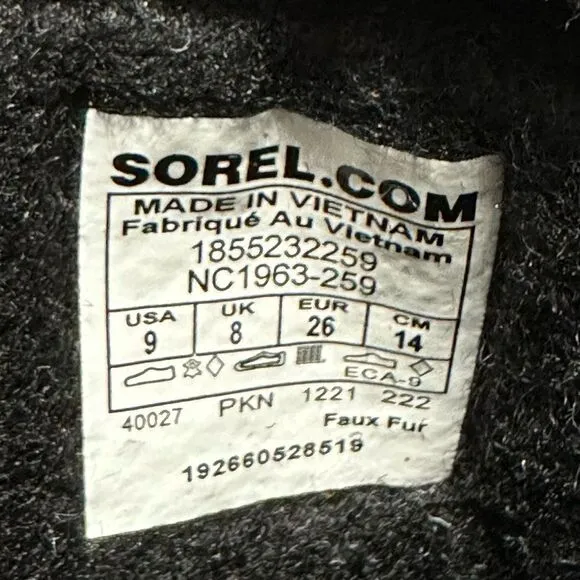 SOREL.COM
MADE IN VIETNAM
Fabriqué Au Vietnam
1855232259
NC1963-259
USA UK EUR CM
9 8 26 14
ECA-9
40027 PKN 1221 222
Faux Fur
192660528519